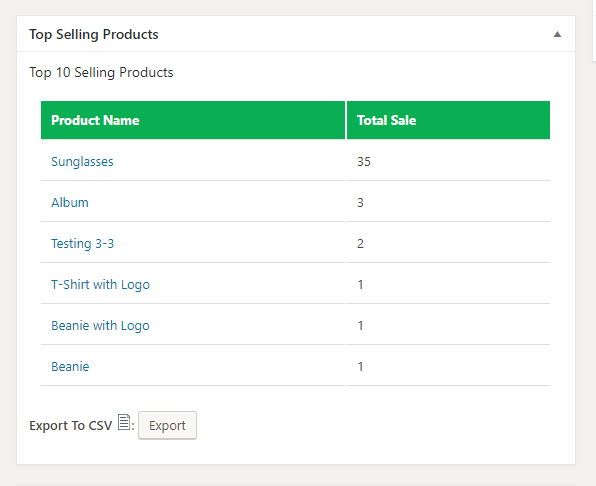 Top Selling Products
Top 10 Selling Products
Product Name Total Sale
Sunglasses 35
Album 3
Testing 3-3 2
T-Shirt with Logo 1
Beanie with Logo 1
Beanie 1
Export To CSV : Export